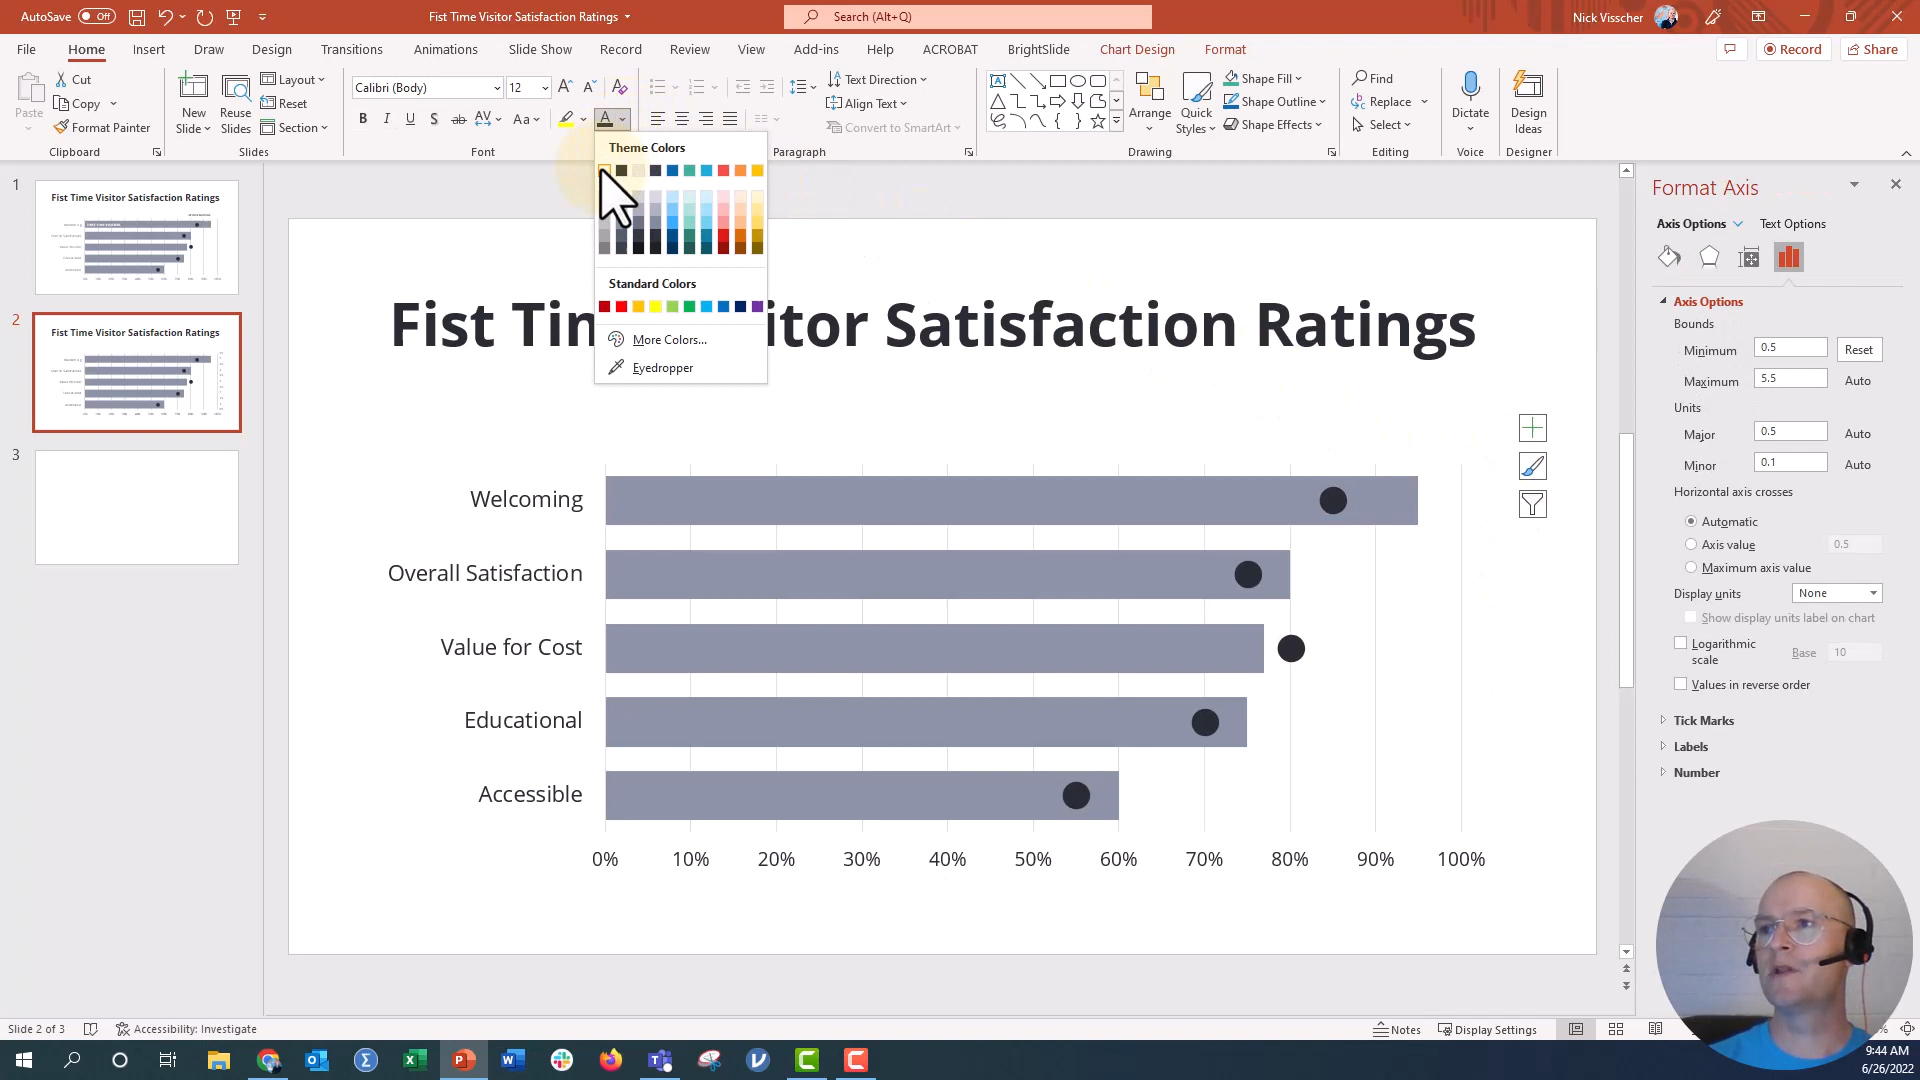 AutoSave Off
Fist Time Visitor Satisfaction Ratings
Search (Alt+Q)
Nick Visscher
File Home Insert Draw Design Transitions Animations Slide Show Record Review View Add-ins Help ACROBAT BrightSlide Chart Design Format
Record Share
Paste
Cut
Copy
Format Painter
Clipboard
New Slide
Reuse Slides
Layout
Reset
Section
Slides
Calibri (Body) 12
Font
Text Direction
Align Text
Convert to SmartArt
Paragraph
Arrange
Quick Styles
Shape Fill
Shape Outline
Shape Effects
Drawing
Find
Replace
Select
Editing
Dictate
Voice
Design Ideas
Designer
Theme Colors
Standard Colors
More Colors...
Eyedropper
1
Fist Time Visitor Satisfaction Ratings
2
Fist Time Visitor Satisfaction Ratings
3
Fist Tim
itor Satisfaction Ratings
Welcoming
Overall Satisfaction
Value for Cost
Educational
Accessible
0% 10% 20% 30% 40% 50% 60% 70% 80% 90% 100%
Format Axis
Axis Options Text Options
Axis Options
Bounds
Minimum 0.5 Reset
Maximum 5.5 Auto
Units
Major 0.5 Auto
Minor 0.1 Auto
Horizontal axis crosses
Automatic
Axis value 0.5
Maximum axis value
Display units None
Show display units label on chart
Logarithmic scale Base 10
Values in reverse order
Tick Marks
Labels
Number
Slide 2 of 3
Accessibility: Investigate
Notes
Display Settings
9:44 AM
6/26/2022